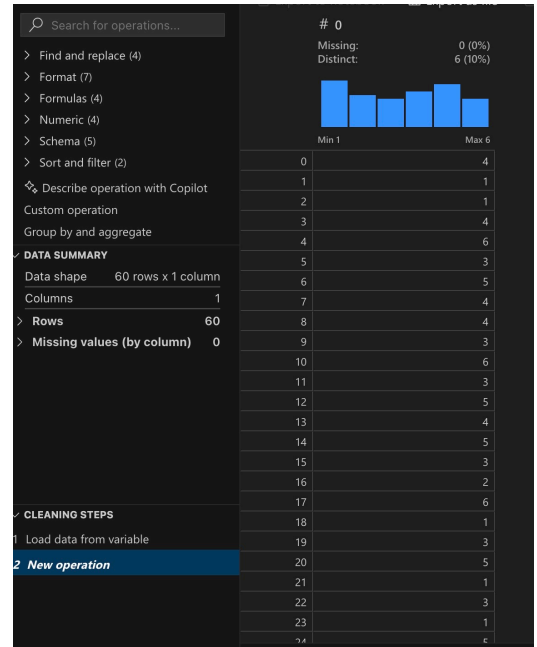 Search for operations...
Find and replace (4)
Format (7)
Formulas (4)
Numeric (4)
Schema (5)
Sort and filter (2)
Describe operation with Copilot
Custom operation
Group by and aggregate
DATA SUMMARY
Data shape 60 rows x 1 column
Columns 1
Rows 60
Missing values (by column) 0
CLEANING STEPS
1 Load data from variable
2 New operation
# 0
Missing: 0 (0%)
Distinct: 6 (10%)
Min 1 Max 6
0 4
1 1
2 1
3 4
4 6
5 3
6 5
7 4
8 4
9 3
10 6
11 3
12 5
13 4
14 5
15 3
16 2
17 6
18 1
19 3
20 5
21 1
22 3
23 1
24 5